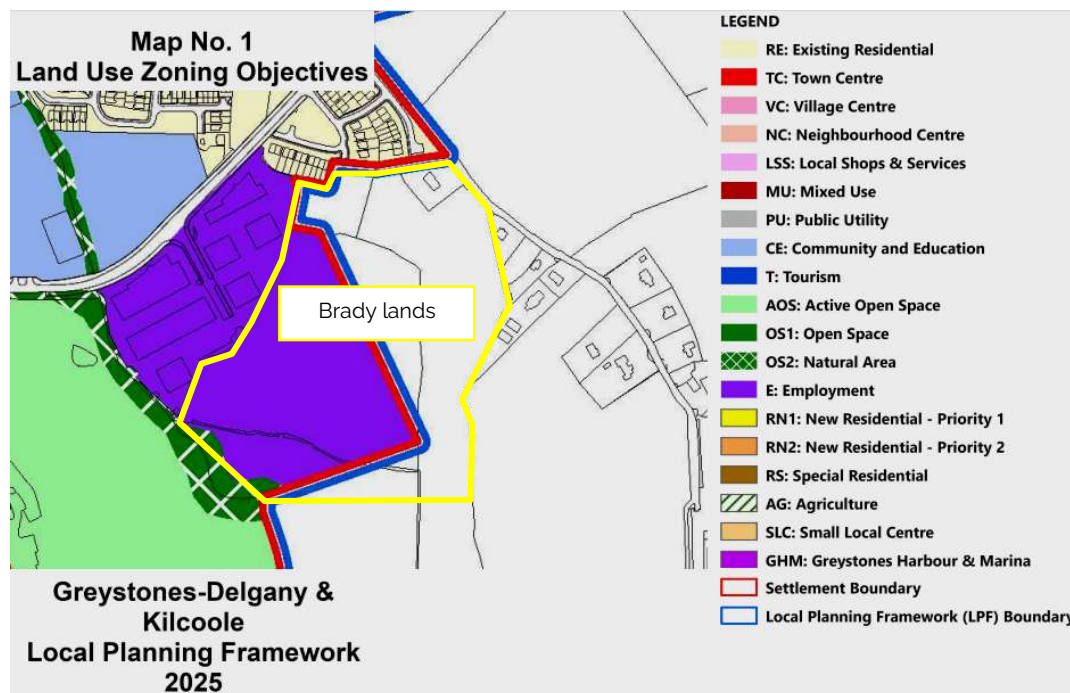 Map No. 1
Land Use Zoning Objectives
Brady lands
Greystones-Delgany &
Kilcoole
Local Planning Framework
2025
LEGEND
RE: Existing Residential
TC: Town Centre
VC: Village Centre
NC: Neighbourhood Centre
LSS: Local Shops & Services
MU: Mixed Use
PU: Public Utility
CE: Community and Education
T: Tourism
AOS: Active Open Space
OS1: Open Space
OS2: Natural Area
E: Employment
RN1: New Residential - Priority 1
RN2: New Residential - Priority 2
RS: Special Residential
AG: Agriculture
SLC: Small Local Centre
GHM: Greystones Harbour & Marina
Settlement Boundary
Local Planning Framework (LPF) Boundary